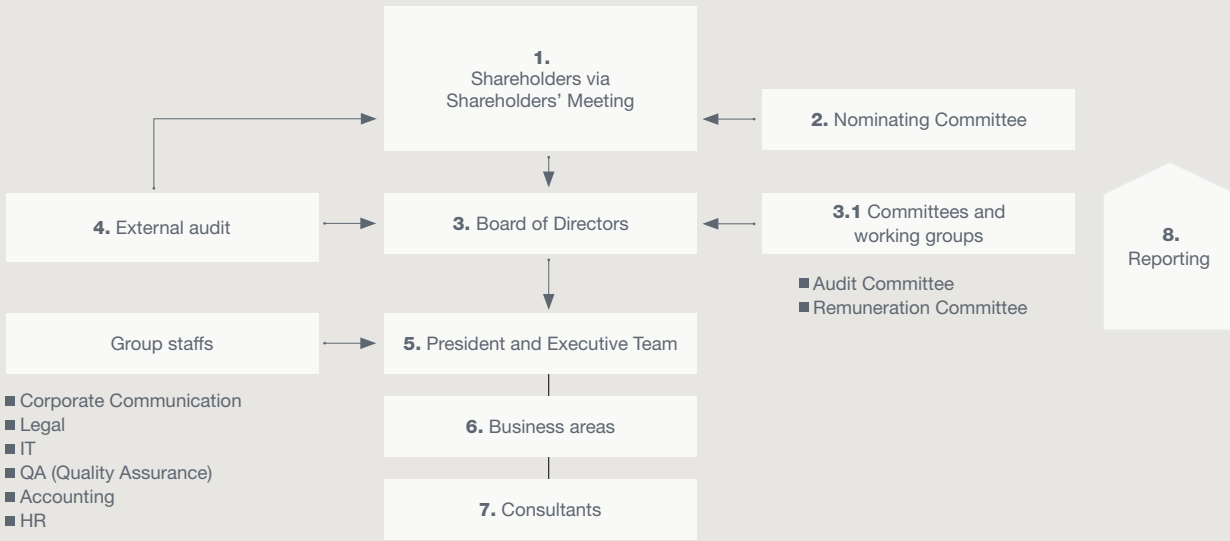 1.
Shareholders via
Shareholders’ Meeting
2. Nominating Committee
4. External audit
3. Board of Directors
3.1 Committees and
working groups
8.
Reporting
■ Audit Committee
■ Remuneration Committee
Group staffs
5. President and Executive Team
■ Corporate Communication
■ Legal
■ IT
■ QA (Quality Assurance)
■ Accounting
■ HR
6. Business areas
7. Consultants